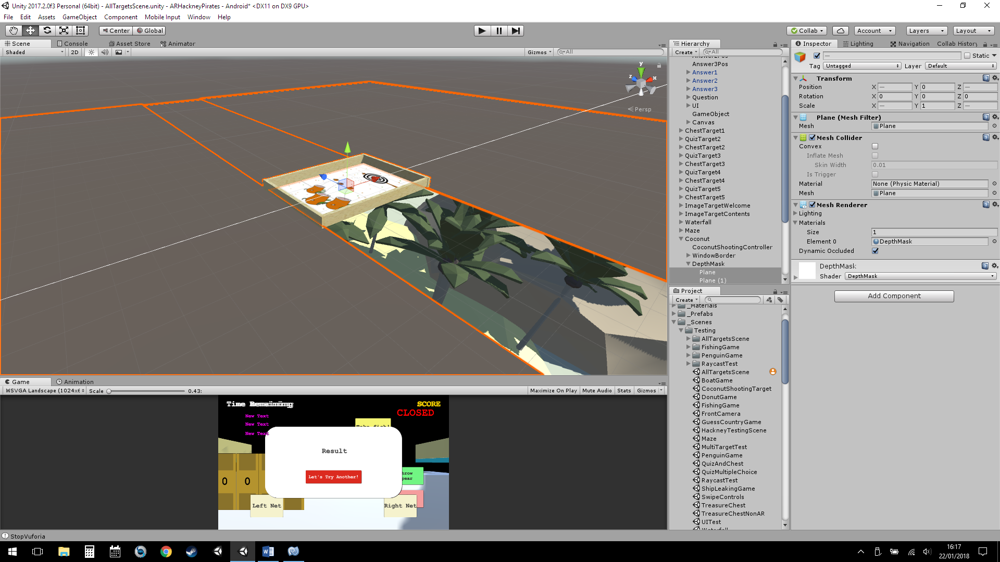 Unity 2017.2.0f3 Personal (64bit) - AllTargetsScene.unity - ARHackneyPirates - Android* <DX11 on DX9 GPU>
File Edit Assets GameObject Component Mobile Input Window Help
Center Global
Collab Account Layers Layout
Scene Console Asset Store Animator
Shaded 2D Gizmos All
y
z
x
Persp
Hierarchy
Create All
Answer3Pos
Answer1
Answer2
Answer3
Question
UI
GameObject
Canvas
ChestTarget1
QuizTarget2
ChestTarget2
QuizTarget3
ChestTarget3
QuizTarget4
ChestTarget4
QuizTarget5
ChestTarget5
ImageTargetWelcome
ImageTargetContents
Waterfall
Maze
Coconut
CoconutShootingController
WindowBorder
DepthMask
Plane
Plane (1)
Project
Create
_Materials
_Prefabs
_Scenes
Testing
AllTargetsScene
FishingGame
PenguinGame
RaycastTest
AllTargetsScene
BoatGame
CoconutShootingTarget
DonutGame
FishingGame
FrontCamera
GuessCountryGame
HackneyTestingScene
Maze
MultiTargetTest
PenguinGame
QuizAndChest
QuizMultipleChoice
RaycastTest
ShipLeakingGame
SwipeControls
TreasureChest
TreasureChestNonAR
UITest
Waterfall
Inspector Lighting Navigation Collab History
— Static
Tag Untagged Layer Default
Transform
Position X — Y 0 Z —
Rotation X 0 Y 0 Z 0
Scale X — Y 1 Z —
Plane (Mesh Filter)
Mesh Plane
Mesh Collider
Convex
Inflate Mesh
Skin Width 0.01
Is Trigger
Material None (Physic Material)
Mesh Plane
Mesh Renderer
Lighting
Materials
Size 1
Element 0 DepthMask
Dynamic Occluded
DepthMask
Shader DepthMask
Add Component
Game Animation
WSVGA Landscape (1024x6 Scale 0.43:
Maximize On Play Mute Audio Stats Gizmos
Time Remaining SCORE
CLOSED
New Text
New Text
New Text
Result
Let's Try Another!
0 0
Left Net Right Net
StopVuforia
16:17
22/01/2018